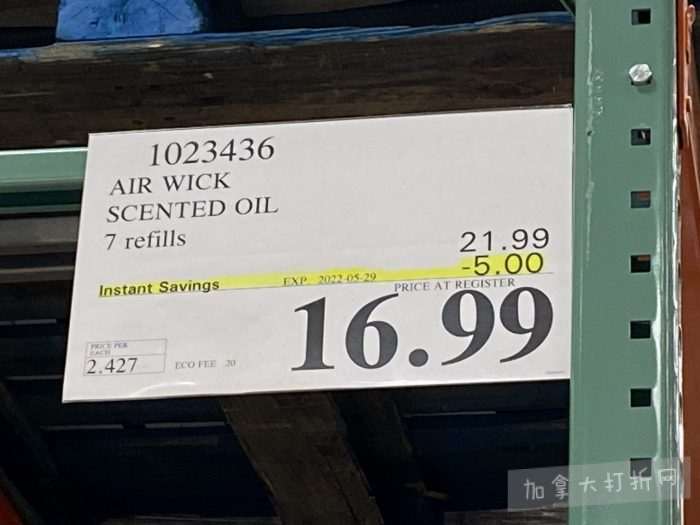 1023436
AIR WICK
SCENTED OIL
7 refills
21.99
Instant Savings EXP 2022-05-29 -5.00
PRICE AT REGISTER
16.99
PRICE PER
EACH
2.427
ECO FEE .20
加拿大打折网